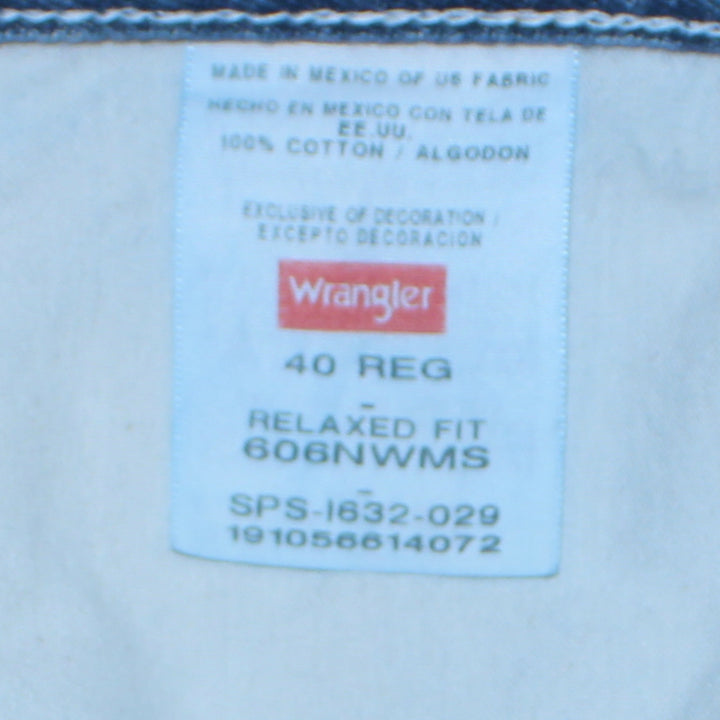 MADE IN MEXICO OF US FABRIC
HECHO EN MEXICO CON TELA DE
EE.UU.
100% COTTON / ALGODON
EXCLUSIVE OF DECORATION /
EXCEPTO DECORACION
Wrangler
40 REG
-
RELAXED FIT
606NWMS
-
SPS-I632-029
191056614072